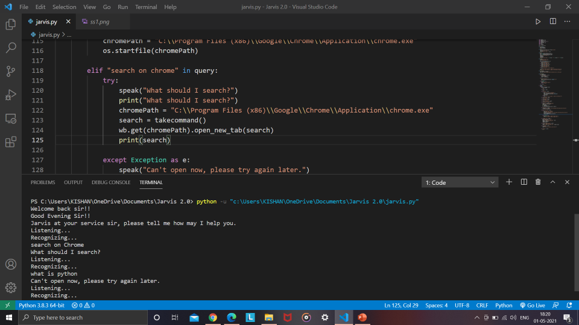 File Edit Selection View Go Run Terminal Help
jarvis.py - Jarvis 2.0 - Visual Studio Code
jarvis.py
sc1.png
jarvis.py > ...
115 chromePath = "C:\\Program Files (x86)\\Google\\Chrome\\Application\\chrome.exe
116 os.startfile(chromePath)
117
118 elif "search on chrome" in query:
119 try:
120 speak("What should I search?")
121 print("What should I search?")
122 chromePath = "C:\\Program Files (x86)\\Google\\Chrome\\Application\\chrome.exe"
123 search = takecommand()
124 wb.get(chromePath).open_new_tab(search)
125 print(search)
126
127 except Exception as e:
128 speak("Can't open now, please try again later.")
PROBLEMS OUTPUT DEBUG CONSOLE TERMINAL
1: Code
PS C:\Users\KISHAN\OneDrive\Documents\Jarvis 2.0> python -u "c:\Users\KISHAN\OneDrive\Documents\Jarvis 2.0\jarvis.py"
Welcome back sir!!
Good Evening Sir!!
Jarvis at your service sir, please tell me how may I help you.
Listening...
Recognizing...
search on Chrome
What should I search?
Listening...
Recognizing...
what is python
Can't open now, please try again later.
Listening...
Recognizing...
Python 3.8.3 64-bit 0 0
Ln 125, Col 29 Spaces: 4 UTF-8 CRLF Python Go Live
Type here to search
ENG
18:20
01-05-2021